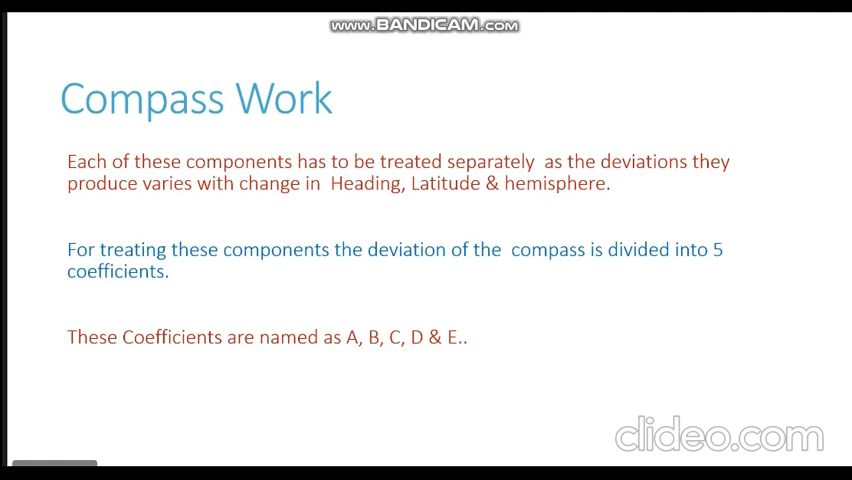 www.BANDICAM.com
Compass Work
Each of these components has to be treated separately as the deviations they
produce varies with change in Heading, Latitude & hemisphere.
For treating these components the deviation of the compass is divided into 5
coefficients.
These Coefficients are named as A, B, C, D & E..
clideo.com